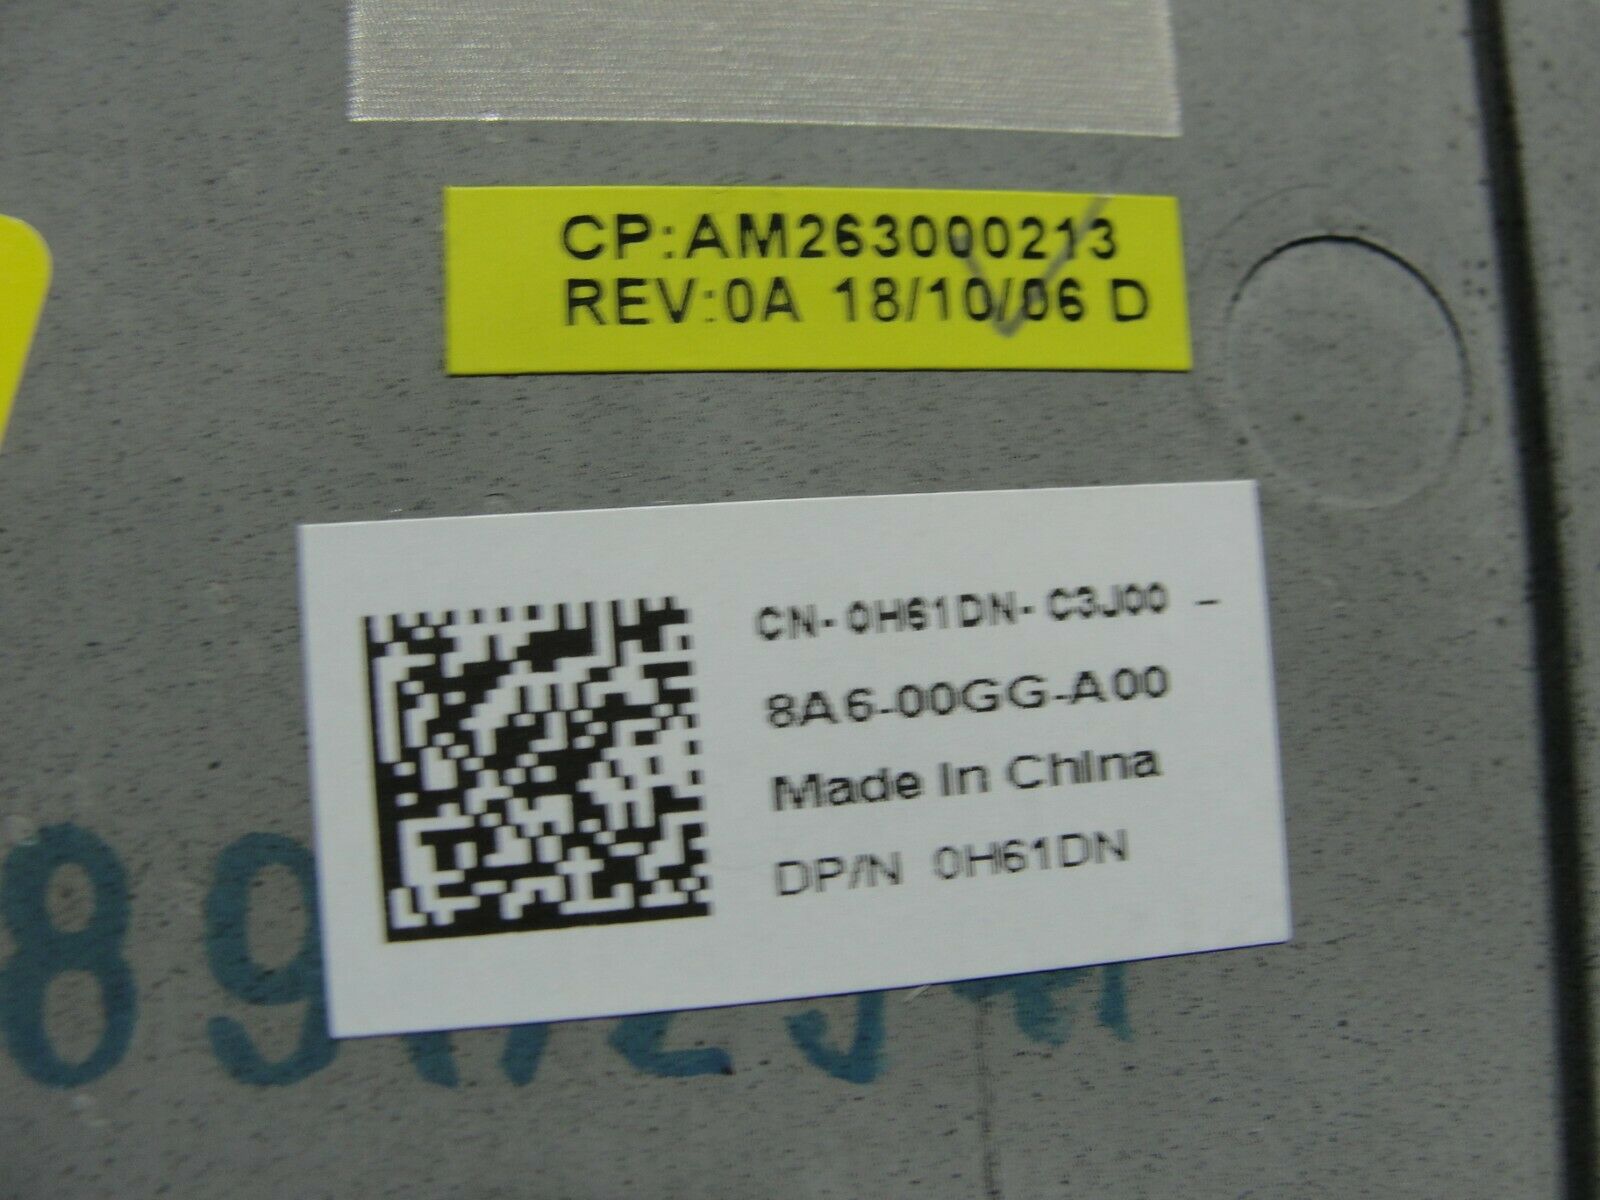 CP:AM263000213
REV:0A 18/10/06 D
CN-0H61DN-C3J00 -
8A6-00GG-A00
Made In China
DP/N 0H61DN